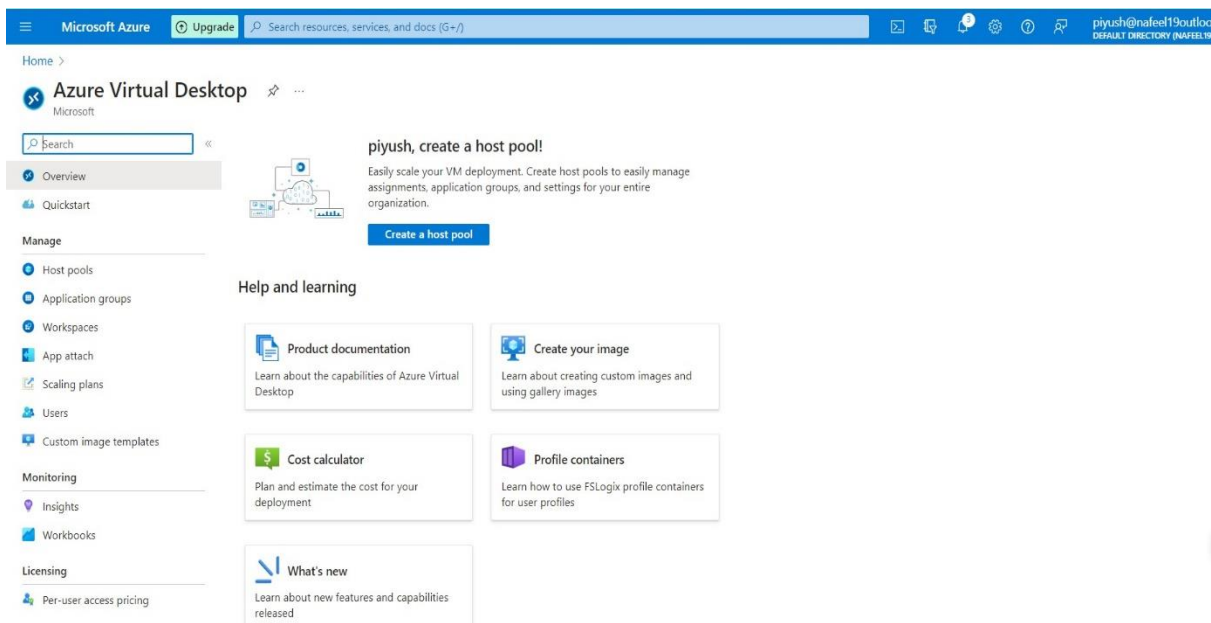 Microsoft Azure
Upgrade
Search resources, services, and docs (G+/)
3
piyush@nafeel19outloo
DEFAULT DIRECTORY (NAFEEL19
Home >
Azure Virtual Desktop
Microsoft
Search
Overview
Quickstart
Manage
Host pools
Application groups
Workspaces
App attach
Scaling plans
Users
Custom image templates
Monitoring
Insights
Workbooks
Licensing
Per-user access pricing
piyush, create a host pool!
Easily scale your VM deployment. Create host pools to easily manage
assignments, application groups, and settings for your entire
organization.
Create a host pool
Help and learning
Product documentation
Learn about the capabilities of Azure Virtual
Desktop
Create your image
Learn about creating custom images and
using gallery images
Cost calculator
Plan and estimate the cost for your
deployment
Profile containers
Learn how to use FSLogix profile containers
for user profiles
What's new
Learn about new features and capabilities
released